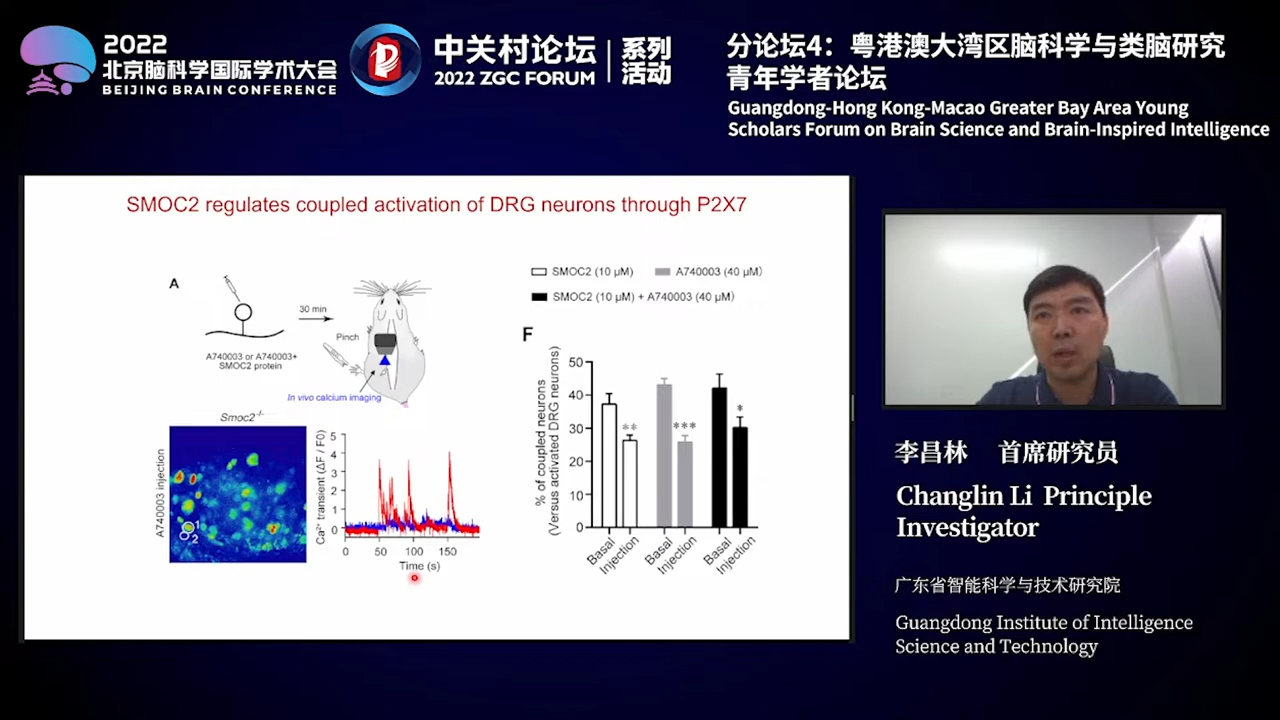 2022
北京脑科学国际学术大会
BEIJING BRAIN CONFERENCE
中关村论坛
2022 ZGC FORUM
系列
活动
分论坛4：粤港澳大湾区脑科学与类脑研究
青年学者论坛
Guangdong-Hong Kong-Macao Greater Bay Area Young
Scholars Forum on Brain Science and Brain-Inspired Intelligence
SMOC2 regulates coupled activation of DRG neurons through P2X7
A
30 min
Pinch
A740003 or A740003+
SMOC2 protein
In vivo calcium imaging
Smoc2-/-
A740003 injection
1
2
Ca2+ transient (ΔF / F0)
5
4
3
2
1
0
0 50 100 150
Time (s)
SMOC2 (10 μM)
A740003 (40 μM)
SMOC2 (10 μM) + A740003 (40 μM)
F
% of coupled neurons
(Versus activated DRG neurons)
50
40
30
20
10
0
** *** *
Basal Injection Basal Injection Basal Injection
李昌林 首席研究员
Changlin Li Principle
Investigator
广东省智能科学与技术研究院
Guangdong Institute of Intelligence
Science and Technology